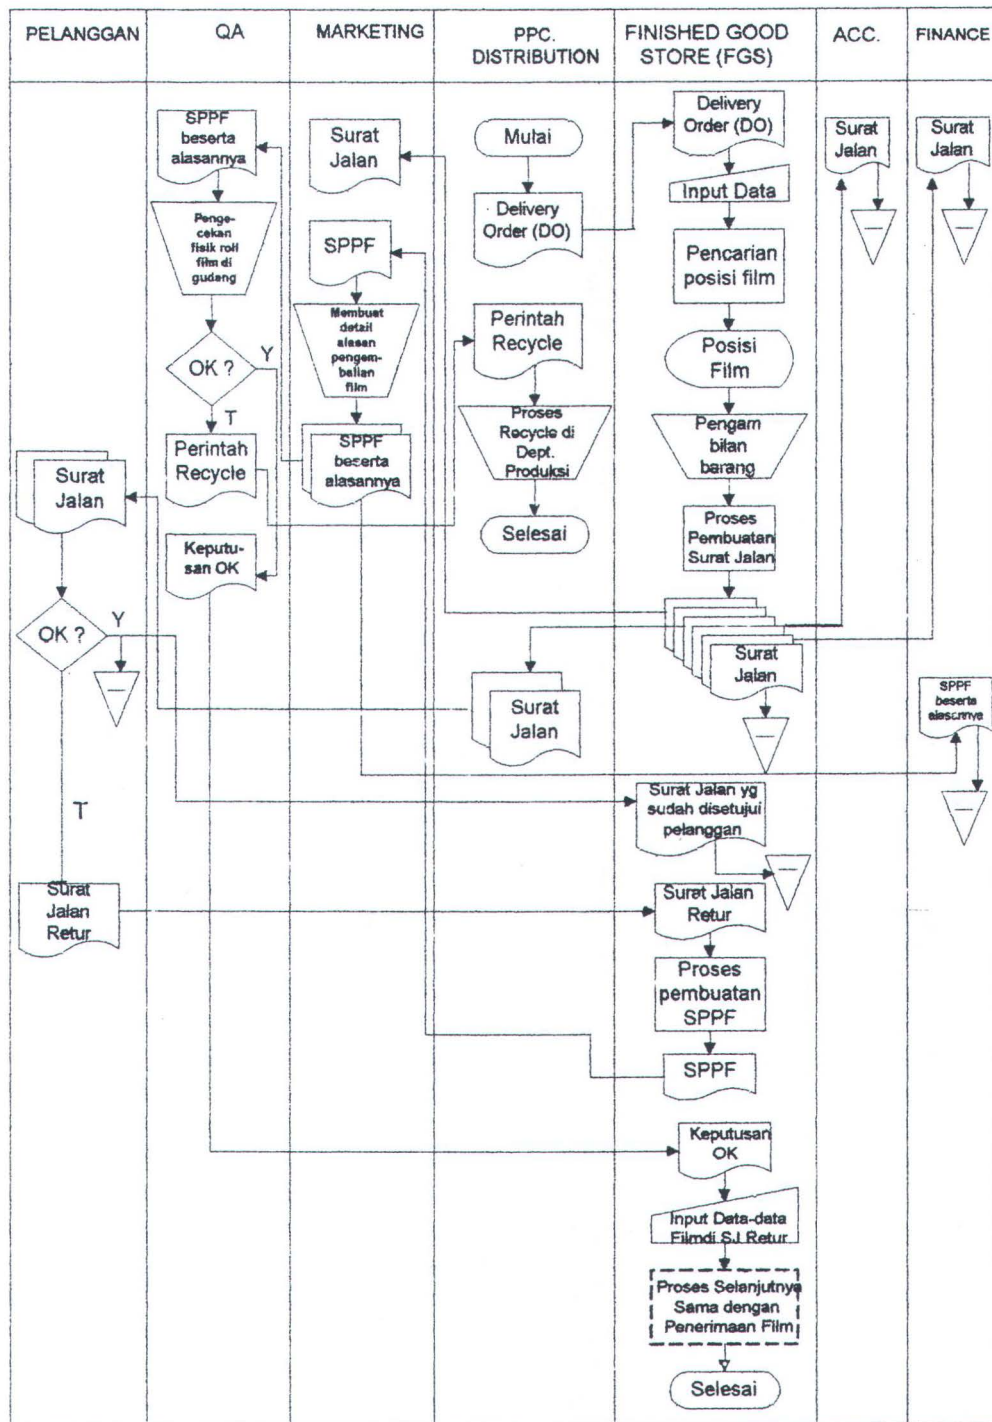 PELANGGAN
QA
MARKETING
PPC.
DISTRIBUTION
FINISHED GOOD
STORE (FGS)
ACC.
FINANCE
SPPF
beserta
alasannya
Penge-
cekan
fisik roll
film di
gudang
OK ?
Y
T
Perintah
Recycle
Keputu-
san OK
Surat
Jalan
OK ?
Y
T
Surat
Jalan
Retur
Surat
Jalan
SPPF
Membuat
detail
alasan
pengem-
balian
film
SPPF
beserta
alasannya
Mulai
Delivery
Order (DO)
Perintah
Recycle
Proses
Recycle di
Dept.
Produksi
Selesai
Surat
Jalan
Delivery
Order (DO)
Input Data
Pencarian
posisi film
Posisi
Film
Pengam
bilan
barang
Proses
Pembuatan
Surat Jalan
Surat
Jalan
Surat Jalan yg
sudah disetujui
pelanggan
Surat Jalan
Retur
Proses
pembuatan
SPPF
SPPF
Keputusan
OK
Input Data-data
Filmdi SJ Retur
Proses Selanjutnya
Sama dengan
Penerimaan Film
Selesai
Surat
Jalan
Surat
Jalan
SPPF
beserta
alasannya